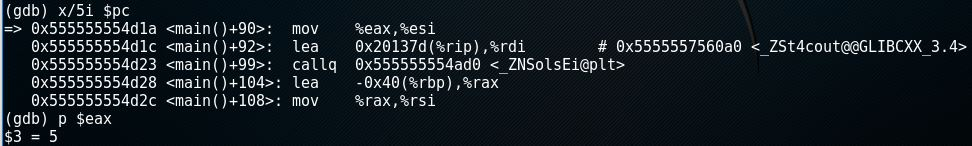 (gdb) x/5i $pc
=> 0x555555554d1a <main()+90>:  mov    %eax,%esi
   0x555555554d1c <main()+92>:  lea    0x20137d(%rip),%rdi        # 0x5555557560a0 <_ZSt4cout@@GLIBCXX_3.4>
   0x555555554d23 <main()+99>:  callq  0x555555554ad0 <_ZNSolsEi@plt>
   0x555555554d28 <main()+104>: lea    -0x40(%rbp),%rax
   0x555555554d2c <main()+108>: mov    %rax,%rsi
(gdb) p $eax
$3 = 5